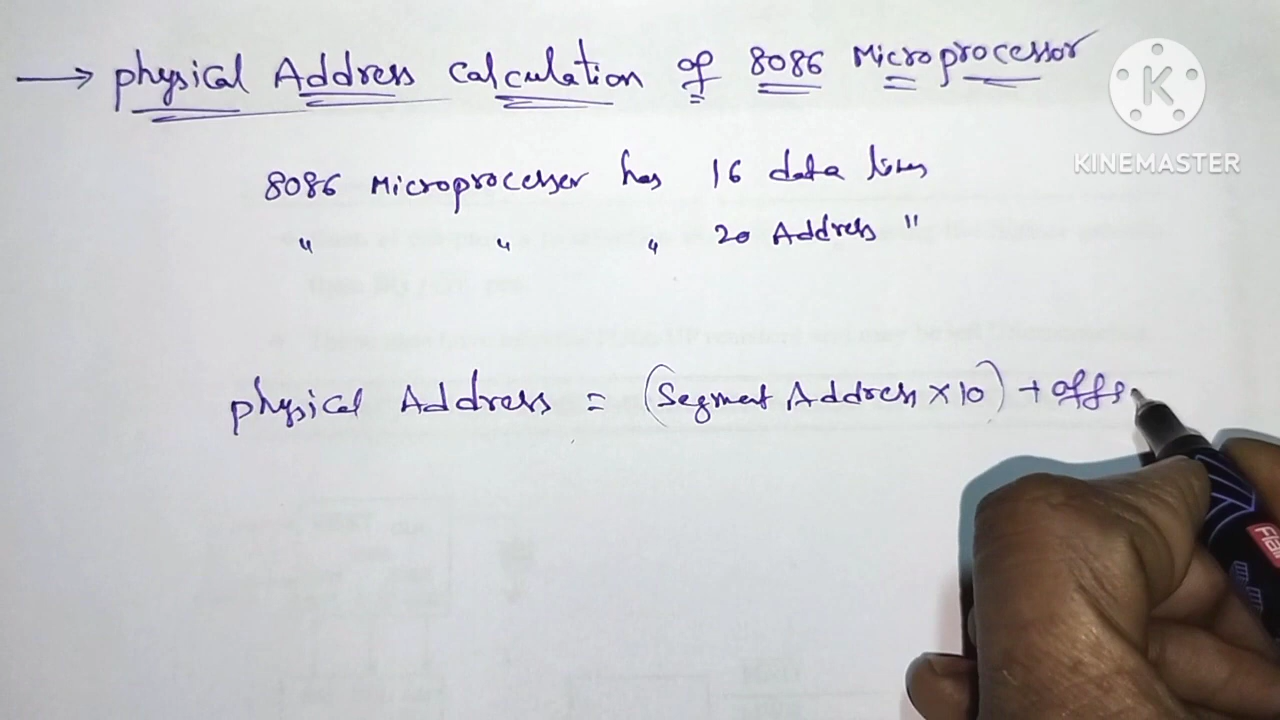 → physical Address Calculation of 8086 Microprocessor
KINEMASTER
8086 Microprocesser has 16 data lines
" " " 20 Address "
physical Address = (Segment Address × 10) + offs